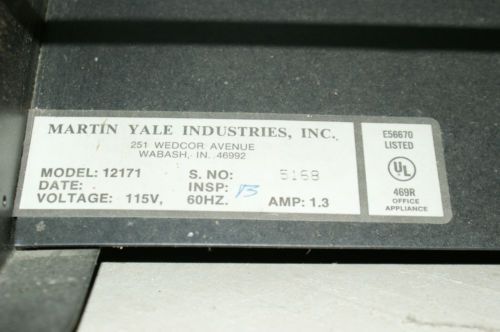 MARTIN YALE INDUSTRIES, INC.
251 WEDCOR AVENUE
WABASH, IN. 46992
MODEL: 12171 S. NO: 5168
DATE: INSP:
VOLTAGE: 115V, 60HZ. AMP: 1.3
E56670
LISTED
UL
469R
OFFICE
APPLIANCE